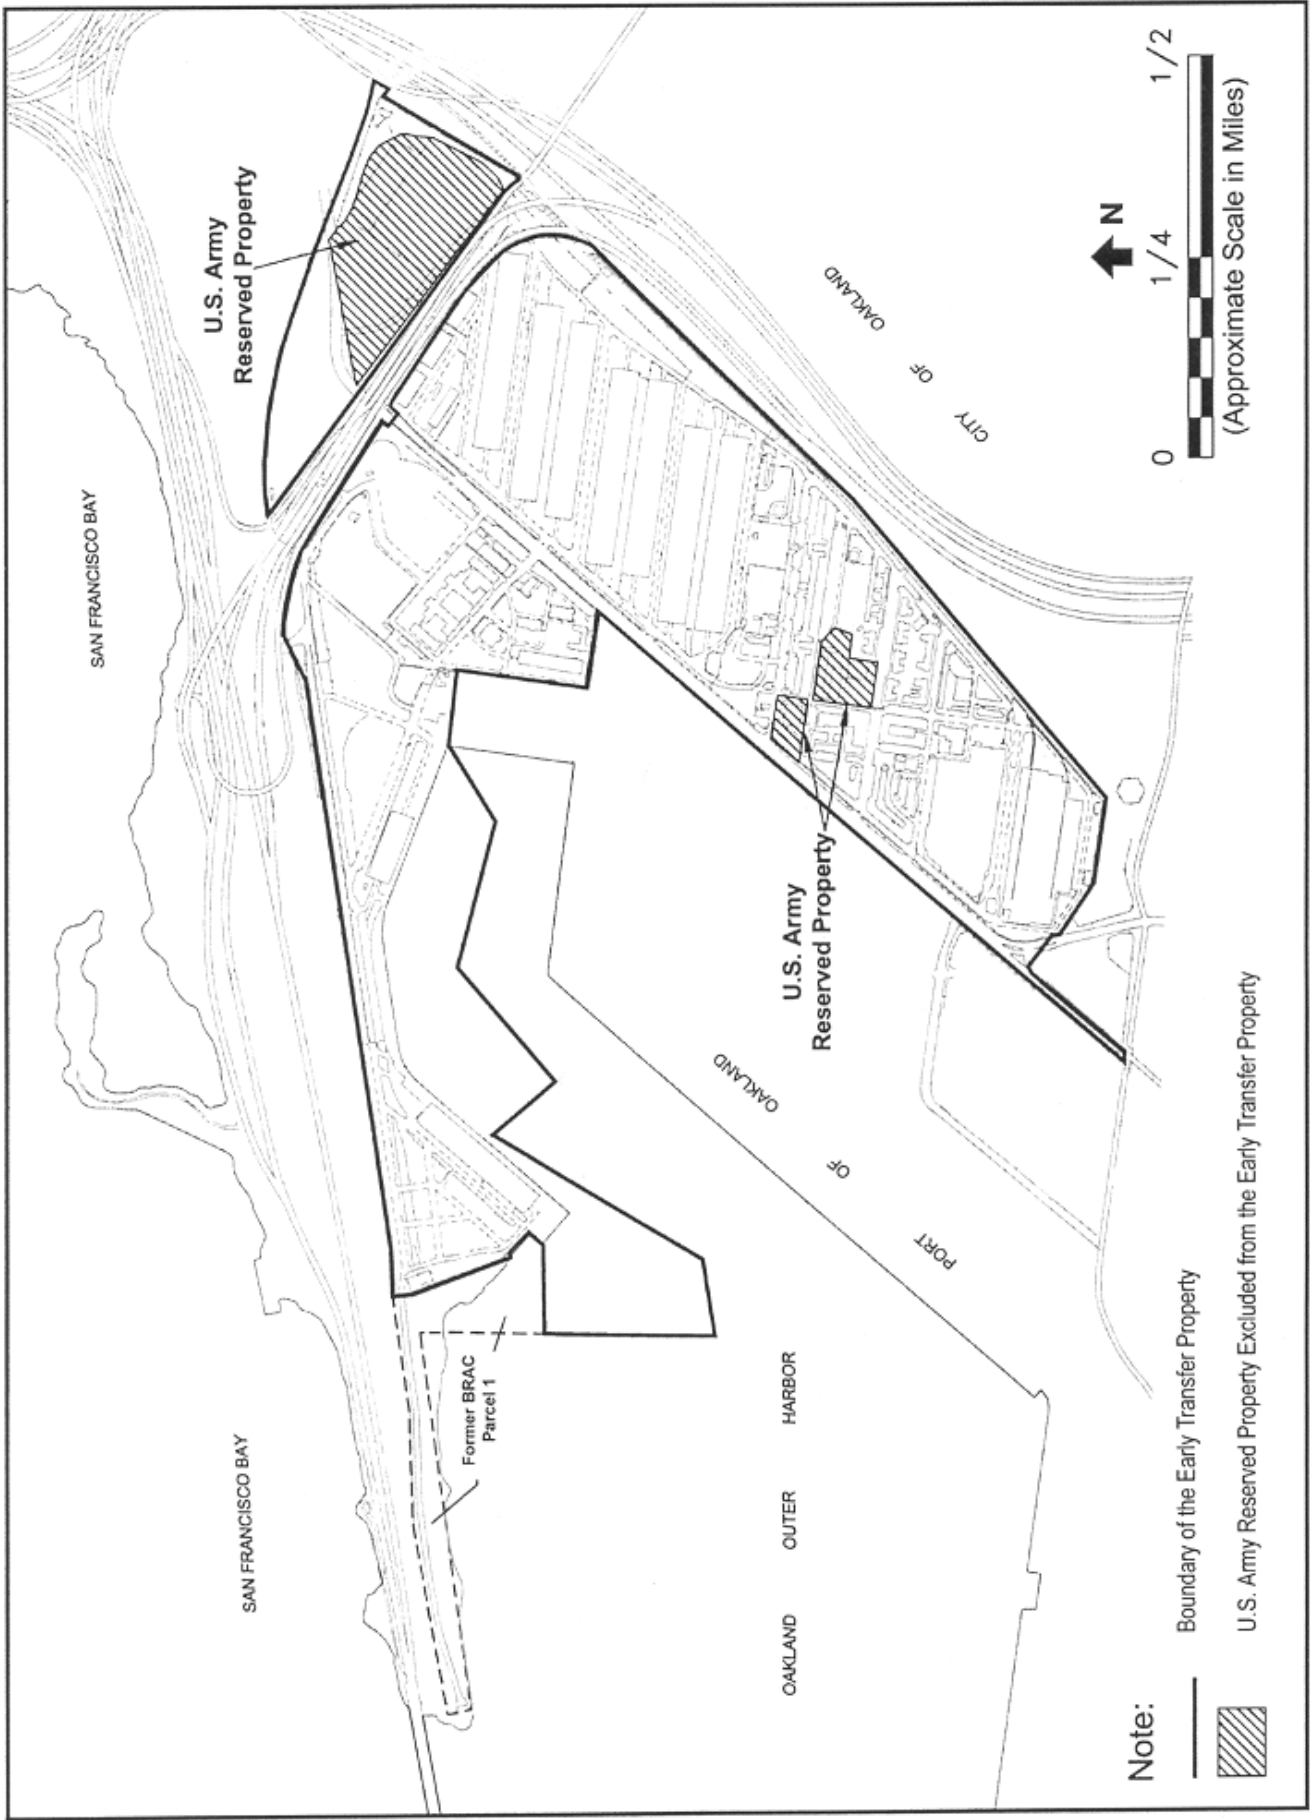 SAN FRANCISCO BAY
SAN FRANCISCO BAY
U.S. Army
Reserved Property
Former BRAC
Parcel 1
OAKLAND OUTER HARBOR
PORT OF OAKLAND
U.S. Army
Reserved Property
CITY OF OAKLAND
N
0 1/4 1/2
(Approximate Scale in Miles)
Note:
Boundary of the Early Transfer Property
U.S. Army Reserved Property Excluded from the Early Transfer Property